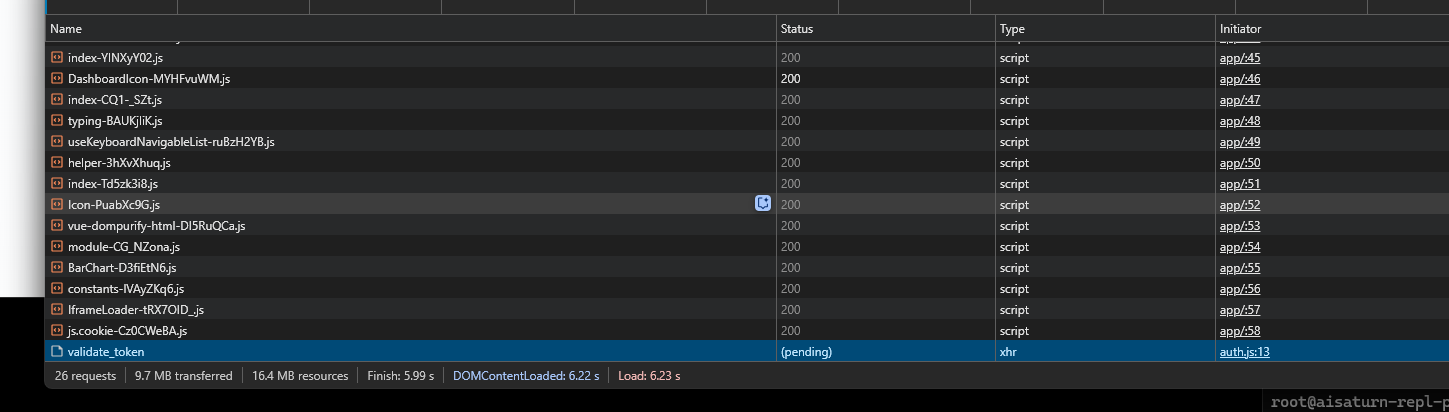 Name Status Type Initiator
index-YlNXyY02.js 200 script app/:45
DashboardIcon-MYHFvuWM.js 200 script app/:46
index-CQ1-_SZt.js 200 script app/:47
typing-BAUKjliK.js 200 script app/:48
useKeyboardNavigableList-ruBzH2YB.js 200 script app/:49
helper-3hXvXhuq.js 200 script app/:50
index-Td5zk3i8.js 200 script app/:51
Icon-PuabXc9G.js 200 script app/:52
vue-dompurify-html-Dl5RuQCa.js 200 script app/:53
module-CG_NZona.js 200 script app/:54
BarChart-D3fiEtN6.js 200 script app/:55
constants-IVAyZKq6.js 200 script app/:56
IframeLoader-tRX7OID_.js 200 script app/:57
js.cookie-Cz0CWeBA.js 200 script app/:58
validate_token (pending) xhr auth.js:13
26 requests 9.7 MB transferred 16.4 MB resources Finish: 5.99 s DOMContentLoaded: 6.22 s Load: 6.23 s
root@aisaturn-repl-p